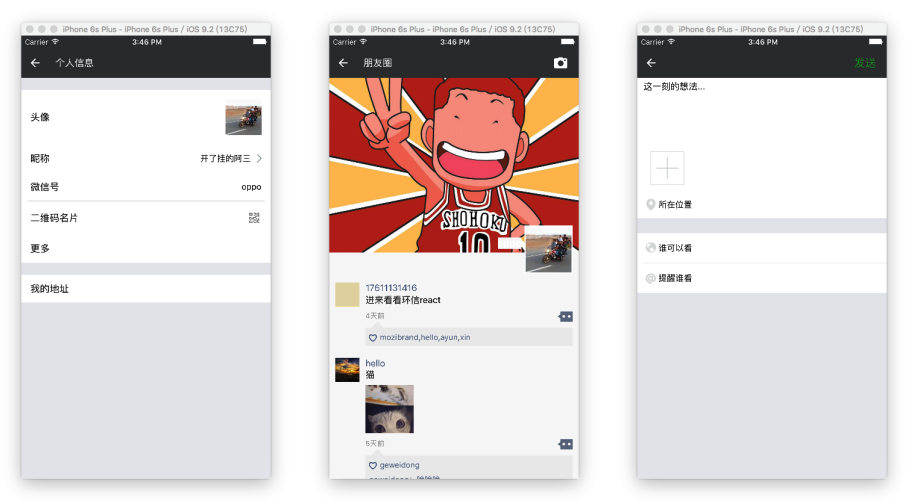 iPhone 6s Plus - iPhone 6s Plus / iOS 9.2 (13C75)
Carrier 3:46 PM
个人信息
头像
昵称 开了挂的阿三
微信号 oppo
二维码名片
更多
我的地址
iPhone 6s Plus - iPhone 6s Plus / iOS 9.2 (13C75)
Carrier 3:46 PM
朋友圈
SHOHOKU
10
17611131416
进来看看环信react
4天前
mozibrand,hello,ayun,xin
hello
猫
5天前
geweidong
iPhone 6s Plus - iPhone 6s Plus / iOS 9.2 (13C75)
Carrier 3:46 PM
发送
这一刻的想法...
所在位置
谁可以看
提醒谁看